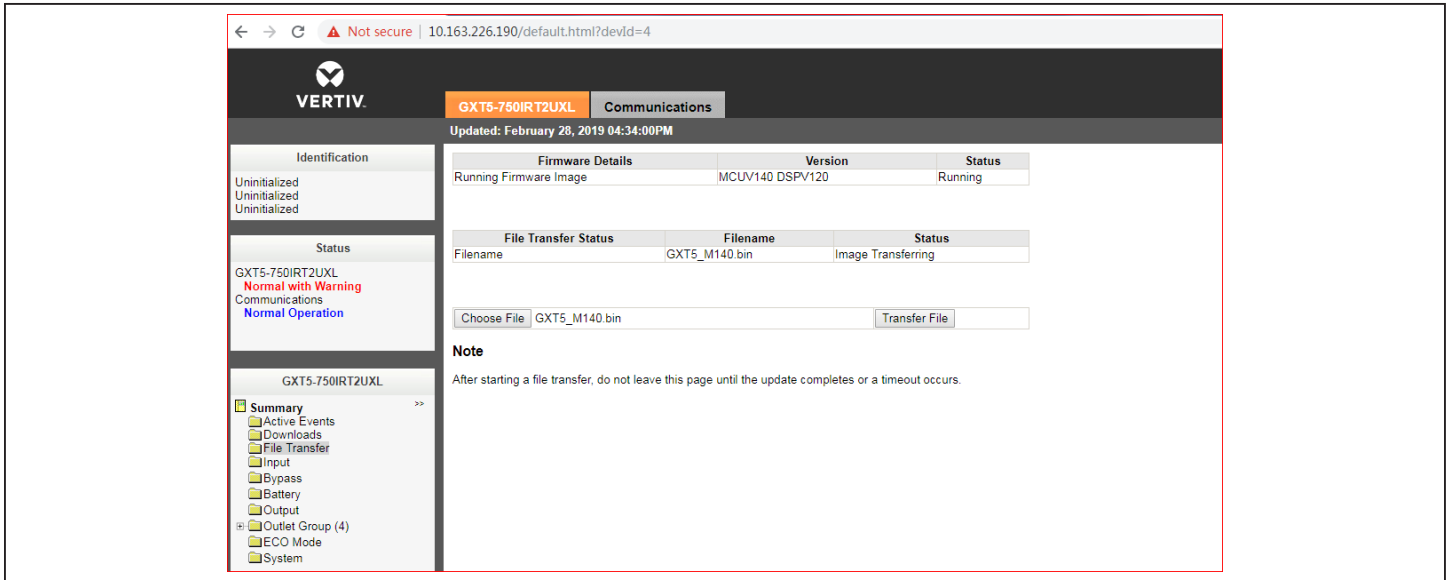 Not secure | 10.163.226.190/default.html?devId=4
VERTIV.
GXT5-750IRT2UXL Communications
Updated: February 28, 2019 04:34:00PM
Identification
Uninitialized
Uninitialized
Uninitialized
Status
GXT5-750IRT2UXL
Normal with Warning
Communications
Normal Operation
GXT5-750IRT2UXL
Summary >>
Active Events
Downloads
File Transfer
Input
Bypass
Battery
Output
Outlet Group (4)
ECO Mode
System
Firmware Details Version Status
Running Firmware Image MCUV140 DSPV120 Running
File Transfer Status Filename Status
Filename GXT5_M140.bin Image Transferring
Choose File GXT5_M140.bin Transfer File
Note
After starting a file transfer, do not leave this page until the update completes or a timeout occurs.